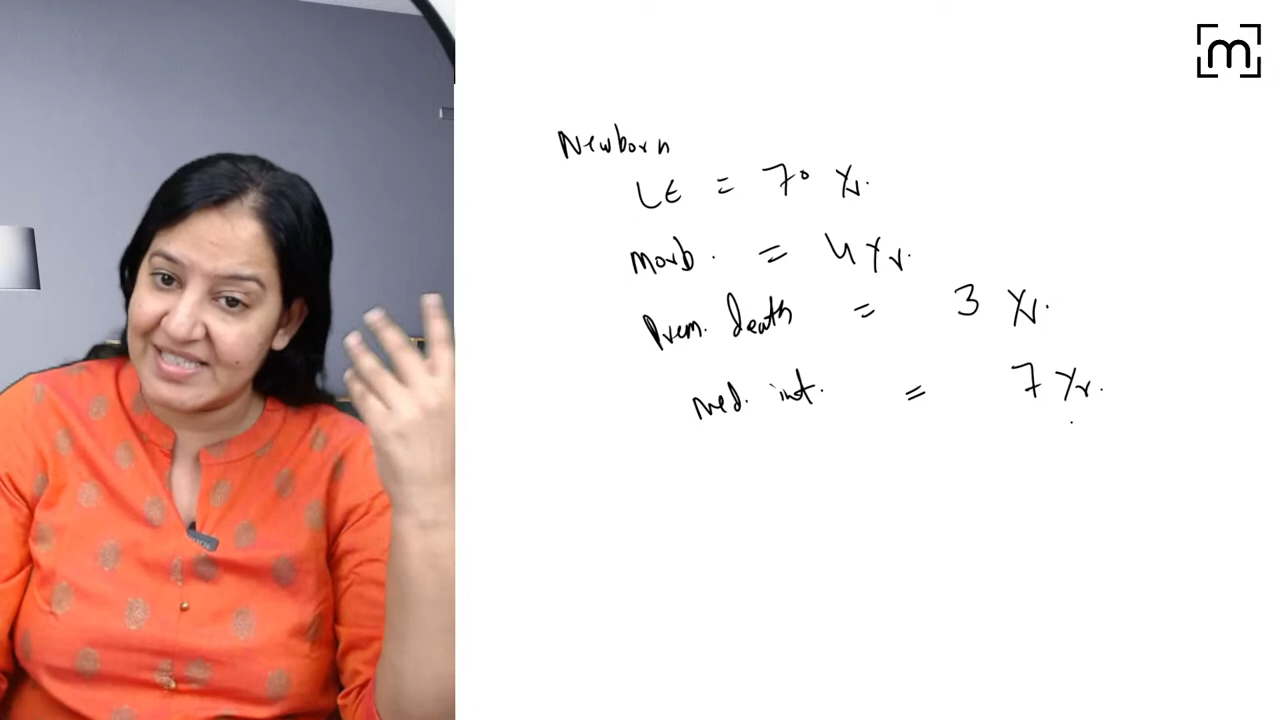 [m]
Newborn
LE = 70 Yr.
morb. = 4 Yr.
Prem. death = 3 Yr.
med. int. = 7 Yr.